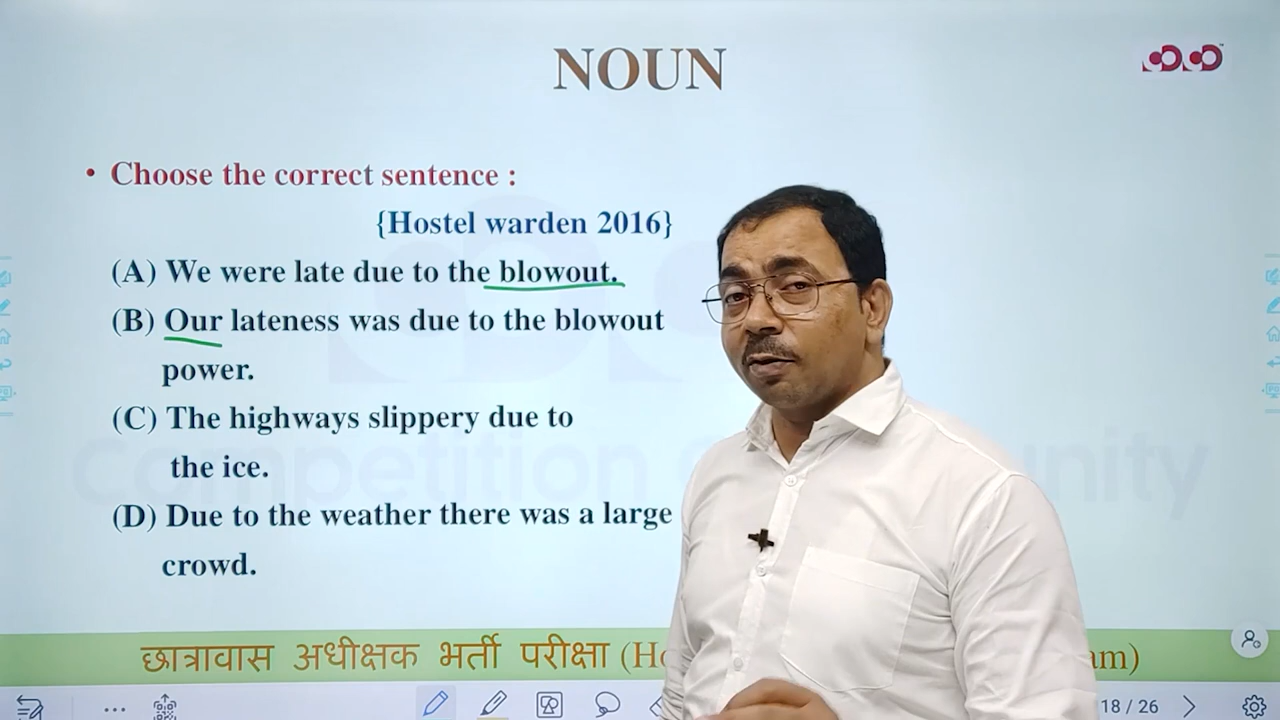 NOUN
• Choose the correct sentence :
{Hostel warden 2016}
(A) We were late due to the blowout.
(B) Our lateness was due to the blowout
power.
(C) The highways slippery due to
the ice.
(D) Due to the weather there was a large
crowd.
छात्रावास अधीक्षक भर्ती परीक्षा
18 / 26